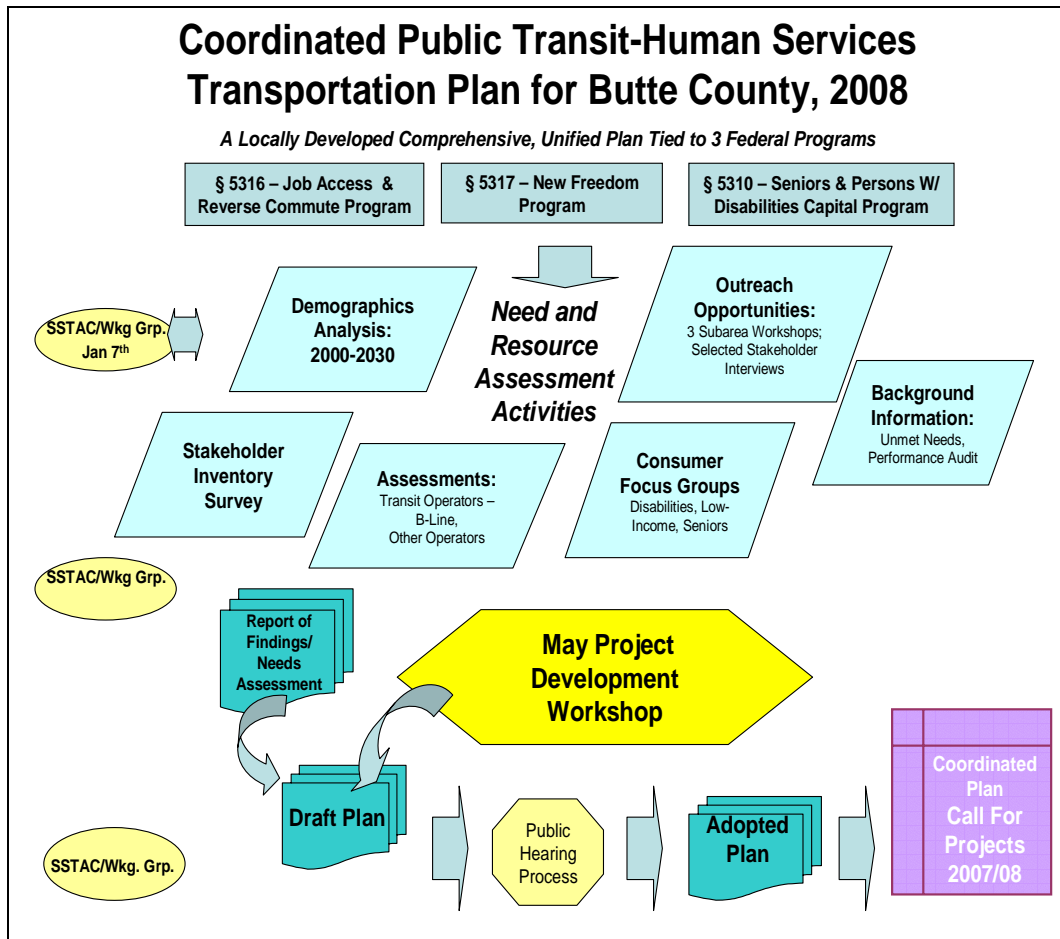 Coordinated Public Transit-Human Services
Transportation Plan for Butte County, 2008
A Locally Developed Comprehensive, Unified Plan Tied to 3 Federal Programs
§ 5316 – Job Access &
Reverse Commute Program
§ 5317 – New Freedom
Program
§ 5310 – Seniors & Persons W/
Disabilities Capital Program
SSTAC/Wkg Grp.
Jan 7th
Demographics
Analysis:
2000-2030
Need and
Resource
Assessment
Activities
Outreach
Opportunities:
3 Subarea Workshops;
Selected Stakeholder
Interviews
Background
Information:
Unmet Needs,
Performance Audit
Stakeholder
Inventory
Survey
Assessments:
Transit Operators –
B-Line,
Other Operators
Consumer
Focus Groups
Disabilities, Low-
Income, Seniors
SSTAC/Wkg Grp.
Report of
Findings/
Needs
Assessment
May Project
Development
Workshop
Draft Plan
Public
Hearing
Process
Adopted
Plan
Coordinated
Plan
Call For
Projects
2007/08
SSTAC/Wkg. Grp.